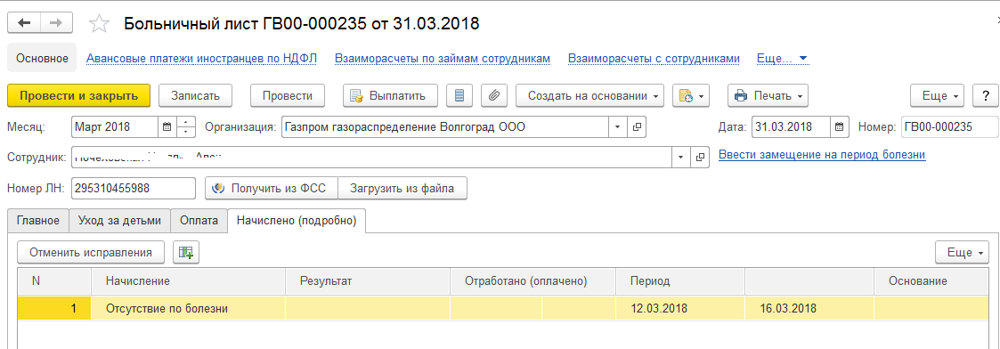 Больничный лист ГВ00-000235 от 31.03.2018
Основное Авансовые платежи иностранцев по НДФЛ Взаиморасчеты по займам сотрудникам Взаиморасчеты с сотрудниками Еще...
Провести и закрыть Записать Провести Выплатить Создать на основании Печать Еще ?
Месяц: Март 2018 Организация: Газпром газораспределение Волгоград ООО Дата: 31.03.2018 Номер: ГВ00-000235
Сотрудник: Ввести замещение на период болезни
Номер ЛН: 295310455988 Получить из ФСС Загрузить из файла
Главное Уход за детьми Оплата Начислено (подробно)
Отменить исправления Еще
N Начисление Результат Отработано (оплачено) Период Основание
1 Отсутствие по болезни 12.03.2018 16.03.2018